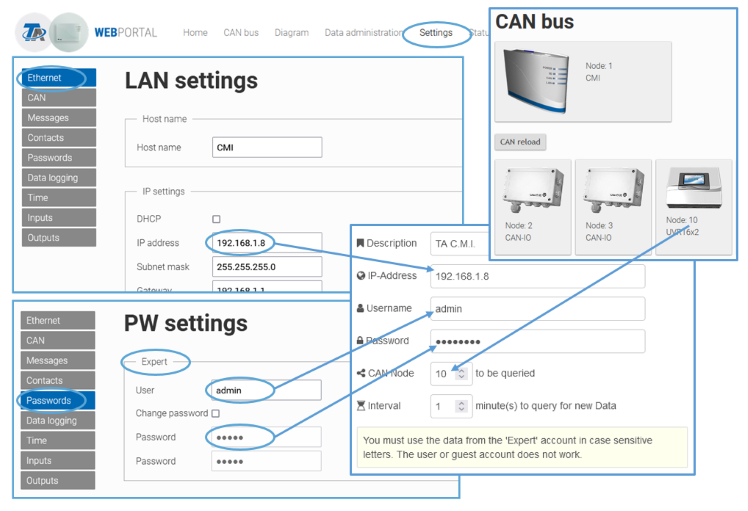 WEBPORTAL
Home
CAN bus
Diagram
Data administration
Settings
Statu
CAN bus
Node: 1
CMI
CAN reload
Node: 2
CAN-IO
Node: 3
CAN-IO
Node: 10
UVR16x2
Ethernet
CAN
Messages
Contacts
Passwords
Data logging
Time
Inputs
Outputs
LAN settings
Host name
Host name
CMI
IP settings
DHCP
IP address
192.168.1.8
Subnet mask
255.255.255.0
Gateway
192.168.1.1
Ethernet
CAN
Messages
Contacts
Passwords
Data logging
Time
Inputs
Outputs
PW settings
Expert
User
admin
Change password
Password
•••••
Password
•••••
Description
TA C.M.I.
IP-Address
192.168.1.8
Username
admin
Password
••••••••
CAN Node
10
to be queried
Interval
1
minute(s) to query for new Data
You must use the data from the 'Expert' account in case sensitive
letters. The user or guest account does not work.